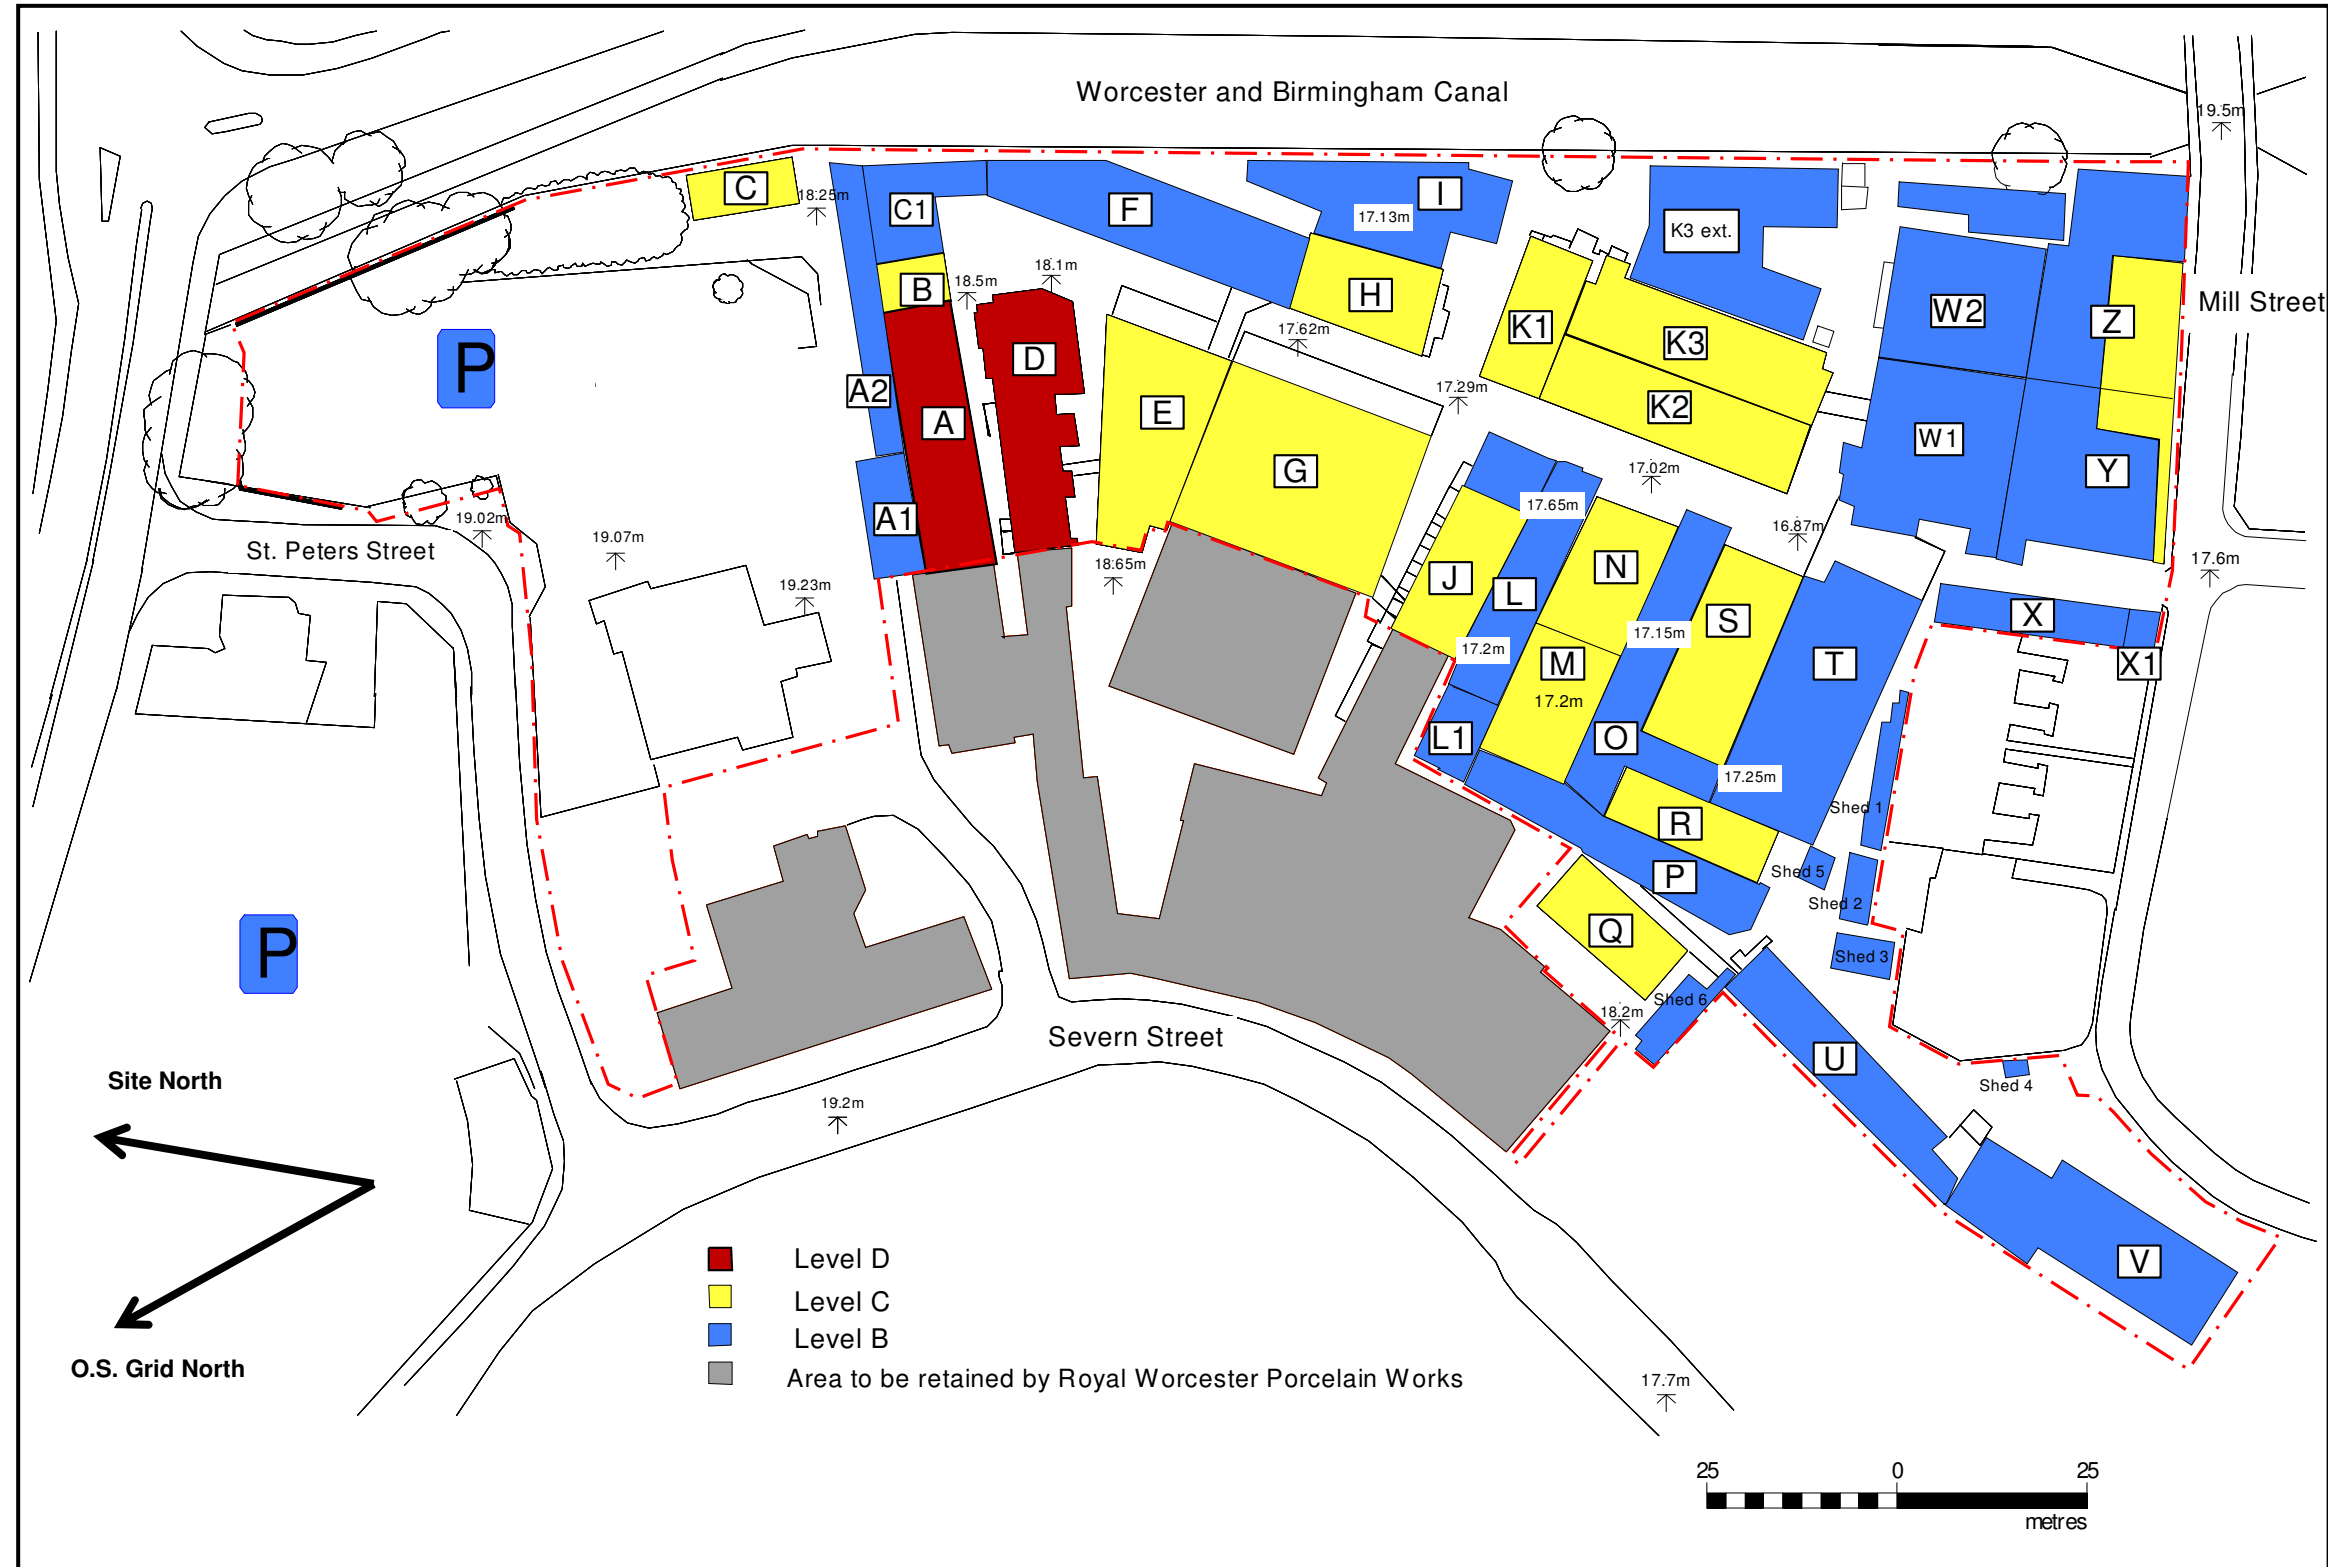 Worcester and Birmingham Canal
19.5m
C
18.25m
C1
F
I
17.13m
K3 ext.
B
18.5m
18.1m
H
W2
Z
Mill Street
P
A2
D
17.62m
K1
K3
A
E
17.29m
K2
W1
G
Y
A1
17.02m
17.65m
16.87m
St. Peters Street
19.02m
19.07m
18.65m
17.6m
19.23m
J
L
N
S
X
17.15m
17.2m
M
T
X1
17.2m
L1
O
17.25m
Shed 1
R
P
Shed 5
Shed 2
Q
Shed 3
P
Shed 6
18.2m
Severn Street
U
Shed 4
Site North
19.2m
V
O.S. Grid North
Level D
Level C
Level B
Area to be retained by Royal Worcester Porcelain Works
17.7m
25 0 25
metres